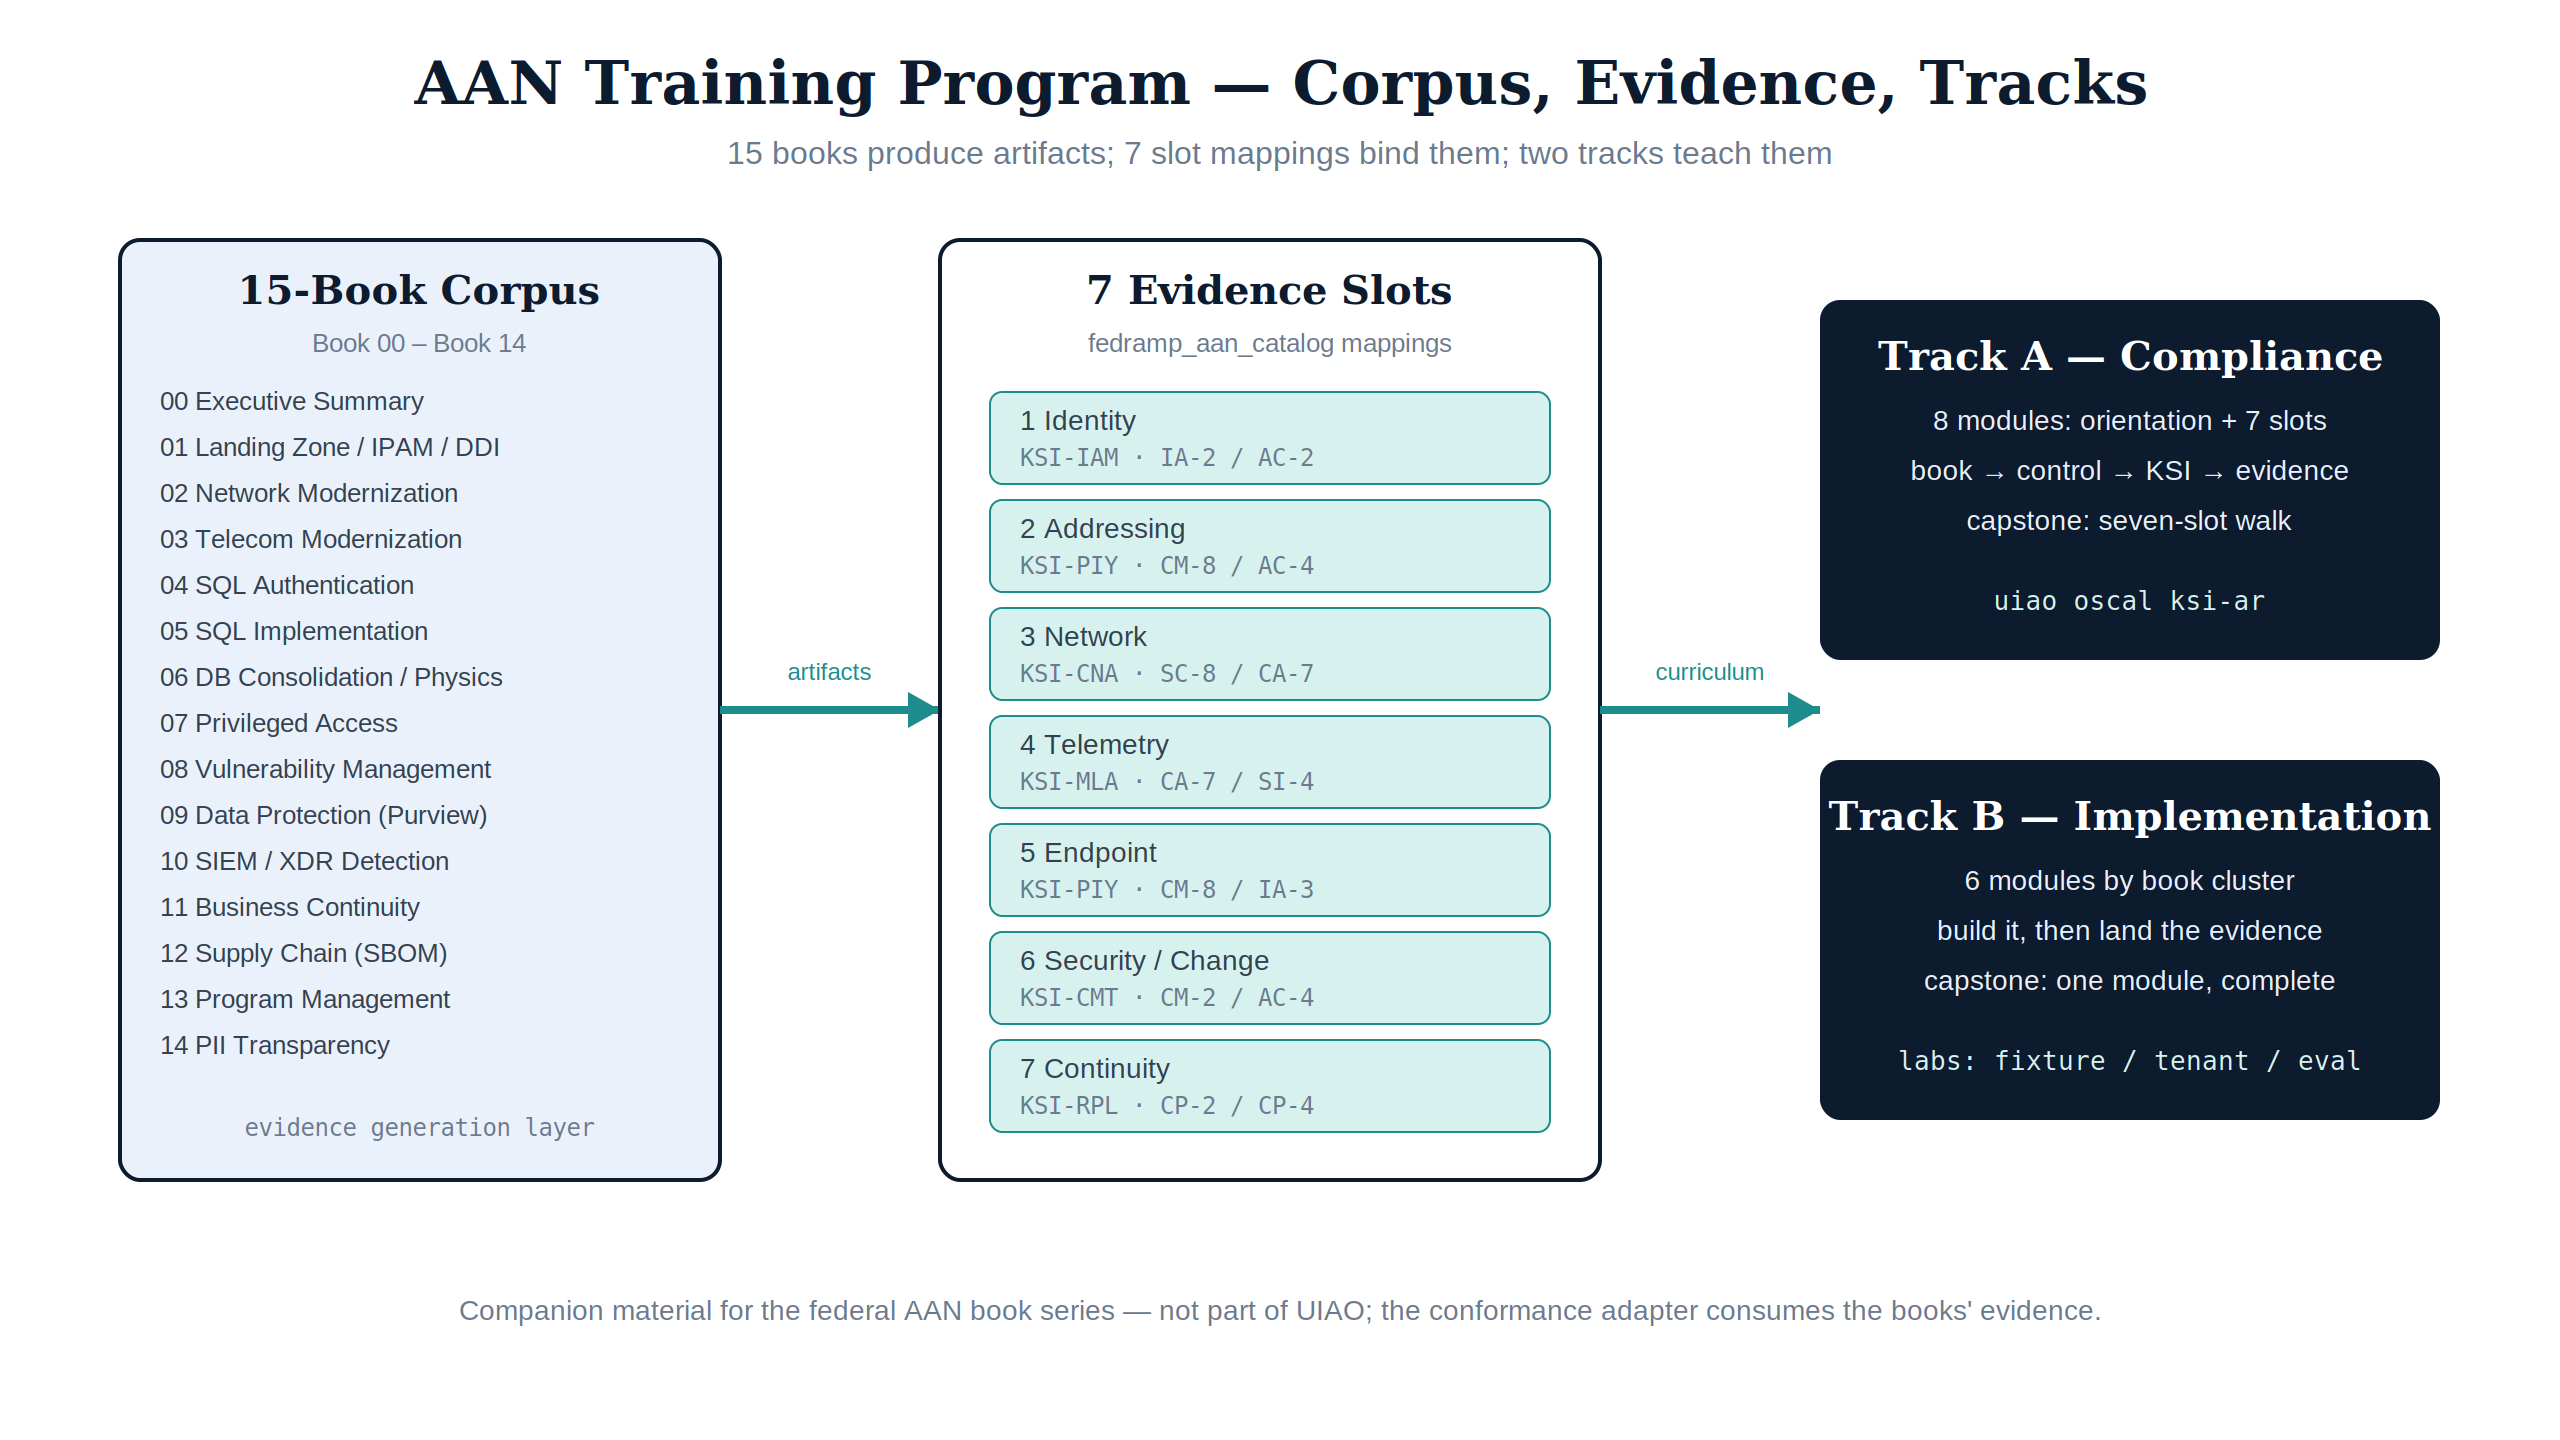 AAN Training Program — Corpus, Evidence, Tracks
15 books produce artifacts; 7 slot mappings bind them; two tracks teach them
15-Book Corpus
Book 00 – Book 14
00 Executive Summary
01 Landing Zone / IPAM / DDI
02 Network Modernization
03 Telecom Modernization
04 SQL Authentication
05 SQL Implementation
06 DB Consolidation / Physics
07 Privileged Access
08 Vulnerability Management
09 Data Protection (Purview)
10 SIEM / XDR Detection
11 Business Continuity
12 Supply Chain (SBOM)
13 Program Management
14 PII Transparency
evidence generation layer
artifacts
7 Evidence Slots
fedramp_aan_catalog mappings
1 Identity
KSI-IAM · IA-2 / AC-2
2 Addressing
KSI-PIY · CM-8 / AC-4
3 Network
KSI-CNA · SC-8 / CA-7
4 Telemetry
KSI-MLA · CA-7 / SI-4
5 Endpoint
KSI-PIY · CM-8 / IA-3
6 Security / Change
KSI-CMT · CM-2 / AC-4
7 Continuity
KSI-RPL · CP-2 / CP-4
curriculum
Track A — Compliance
8 modules: orientation + 7 slots
book → control → KSI → evidence
capstone: seven-slot walk
uiao oscal ksi-ar
Track B — Implementation
6 modules by book cluster
build it, then land the evidence
capstone: one module, complete
labs: fixture / tenant / eval
Companion material for the federal AAN book series — not part of UIAO; the conformance adapter consumes the books' evidence.